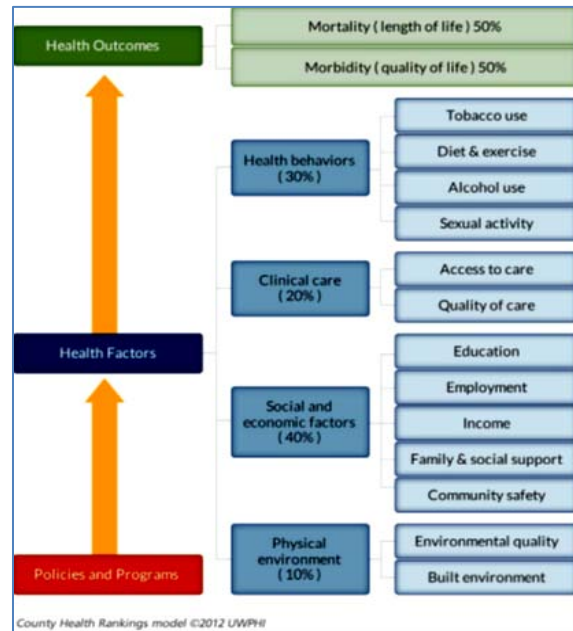 Health Outcomes
Mortality ( length of life ) 50%
Morbidity ( quality of life ) 50%
Health Factors
Health behaviors
( 30% )
Tobacco use
Diet & exercise
Alcohol use
Sexual activity
Clinical care
( 20% )
Access to care
Quality of care
Social and
economic factors
( 40% )
Education
Employment
Income
Family & social support
Community safety
Physical
environment
( 10% )
Environmental quality
Built environment
Policies and Programs
County Health Rankings model ©2012 UWPHI